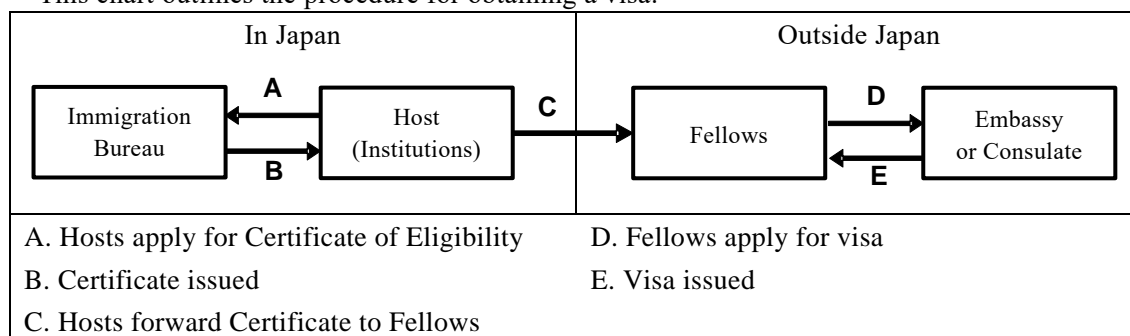 This chart outlines the procedure for obtaining a visa.
In Japan
Outside Japan
A
B
C
D
E
Immigration
Bureau
Host
(Institutions)
Fellows
Embassy
or Consulate
A. Hosts apply for Certificate of Eligibility
B. Certificate issued
C. Hosts forward Certificate to Fellows
D. Fellows apply for visa
E. Visa issued